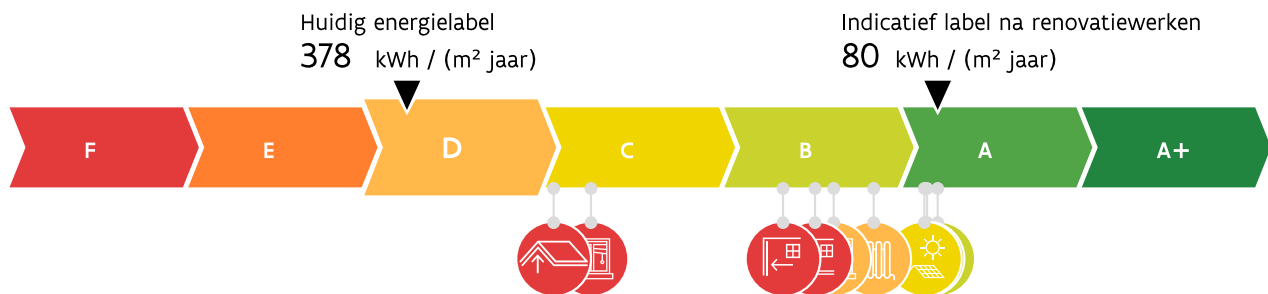 Huidig energielabel
378 kWh / (m² jaar)
Indicatief label na renovatiewerken
80 kWh / (m² jaar)
F E D C B A A+